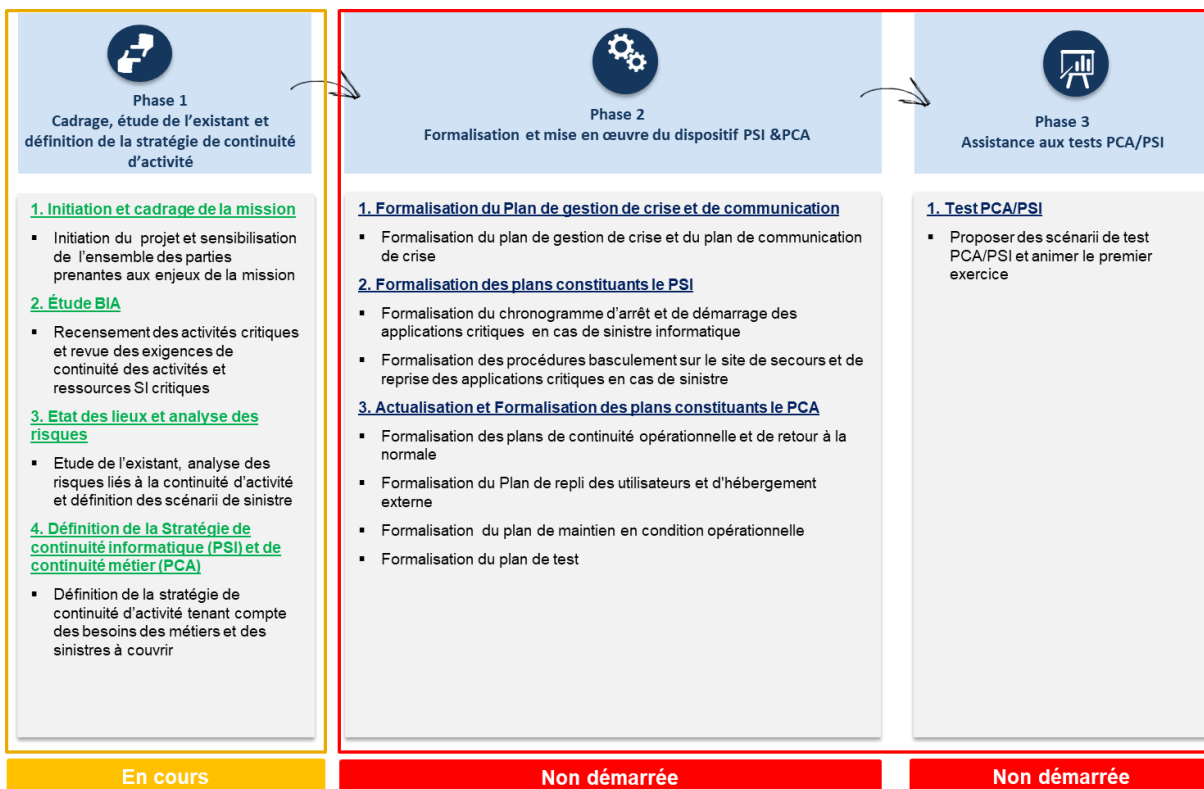 Phase 1
Cadrage, étude de l'existant et
définition de la stratégie de continuité
d'activité
1. Initiation et cadrage de la mission
▪ Initiation du projet et sensibilisation
de l'ensemble des parties
prenantes aux enjeux de la mission
2. Étude BIA
▪ Recensement des activités critiques
et revue des exigences de
continuité des activités et
ressources SI critiques
3. Etat des lieux et analyse des
risques
▪ Etude de l'existant, analyse des
risques liés à la continuité d'activité
et définition des scénarii de sinistre
4. Définition de la Stratégie de
continuité informatique (PSI) et de
continuité métier (PCA)
▪ Définition de la stratégie de
continuité d'activité tenant compte
des besoins des métiers et des
sinistres à couvrir
En cours
Phase 2
Formalisation et mise en œuvre du dispositif PSI &PCA
1. Formalisation du Plan de gestion de crise et de communication
▪ Formalisation du plan de gestion de crise et du plan de communication
de crise
2. Formalisation des plans constituants le PSI
▪ Formalisation du chronogramme d'arrêt et de démarrage des
applications critiques en cas de sinistre informatique
▪ Formalisation des procédures basculement sur le site de secours et de
reprise des applications critiques en cas de sinistre
3. Actualisation et Formalisation des plans constituants le PCA
▪ Formalisation des plans de continuité opérationnelle et de retour à la
normale
▪ Formalisation du Plan de repli des utilisateurs et d'hébergement
externe
▪ Formalisation du plan de maintien en condition opérationnelle
▪ Formalisation du plan de test
Non démarrée
Phase 3
Assistance aux tests PCA/PSI
1. Test PCA/PSI
▪ Proposer des scénarii de test
PCA/PSI et animer le premier
exercice
Non démarrée